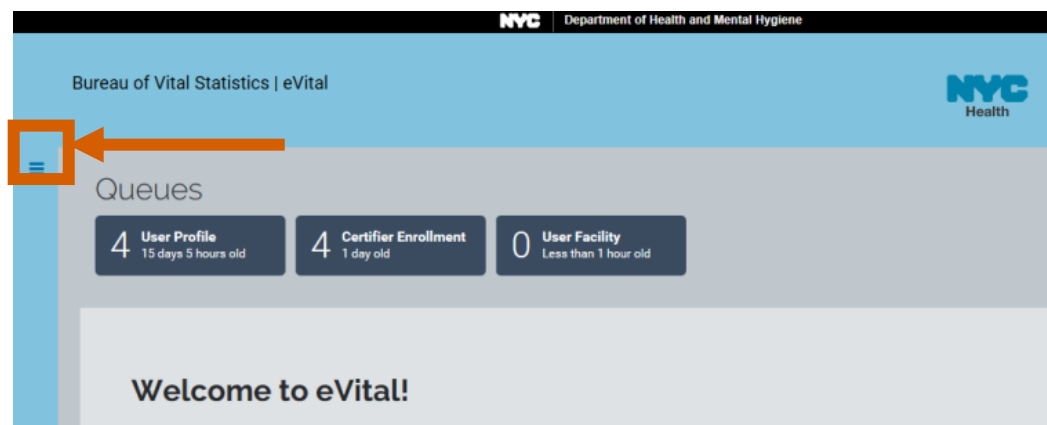 NYC Department of Health and Mental Hygiene
Bureau of Vital Statistics | eVital
NYC
Health
Queues
4 User Profile
15 days 5 hours old
4 Certifier Enrollment
1 day old
0 User Facility
Less than 1 hour old
Welcome to eVital!